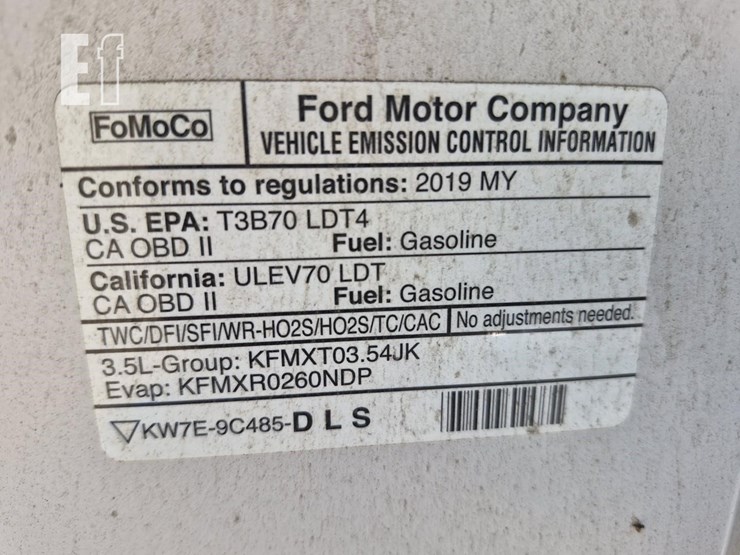 Ef
FoMoCo
Ford Motor Company
VEHICLE EMISSION CONTROL INFORMATION
Conforms to regulations: 2019 MY
U.S. EPA: T3B70 LDT4
CA OBD II Fuel: Gasoline
California: ULEV70 LDT
CA OBD II Fuel: Gasoline
TWC/DFI/SFI/WR-HO2S/HO2S/TC/CAC No adjustments needed.
3.5L-Group: KFMXT03.54JK
Evap: KFMXR0260NDP
KW7E-9C485-D L S